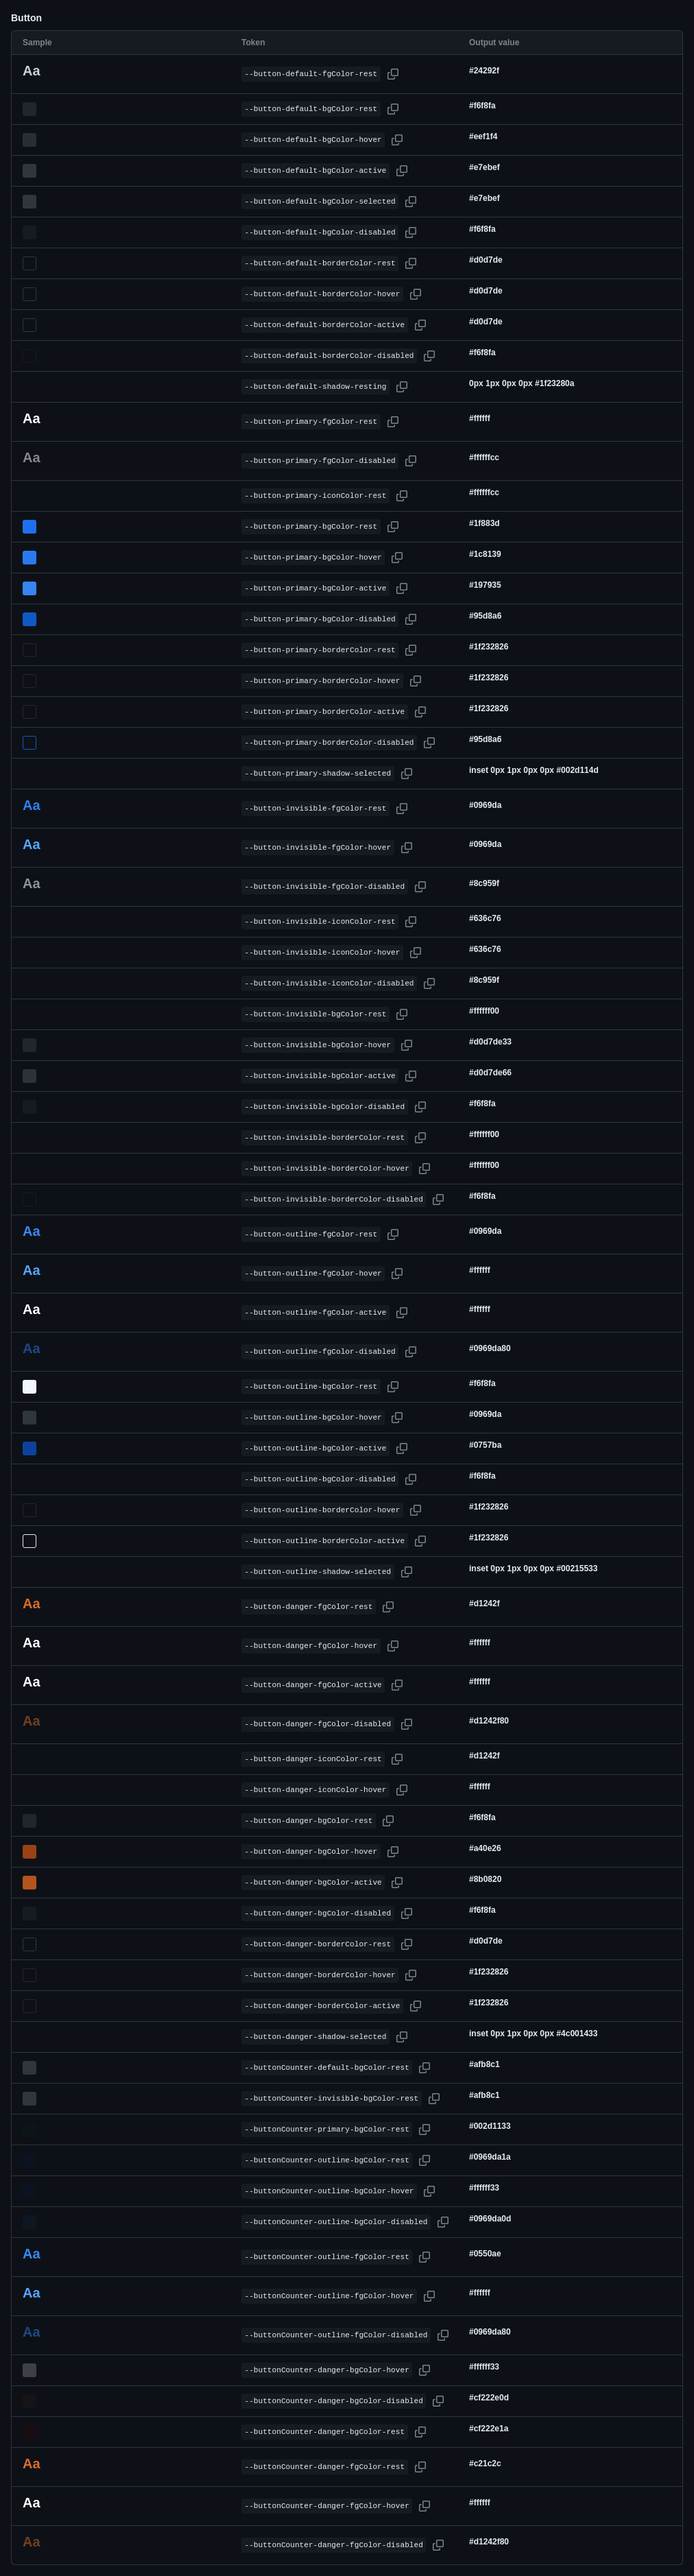 Button
Sample Token Output value
Aa --button-default-fgColor-rest #24292f
--button-default-bgColor-rest #f6f8fa
--button-default-bgColor-hover #eef1f4
--button-default-bgColor-active #e7ebef
--button-default-bgColor-selected #e7ebef
--button-default-bgColor-disabled #f6f8fa
--button-default-borderColor-rest #d0d7de
--button-default-borderColor-hover #d0d7de
--button-default-borderColor-active #d0d7de
--button-default-borderColor-disabled #f6f8fa
--button-default-shadow-resting 0px 1px 0px 0px #1f23280a
Aa --button-primary-fgColor-rest #ffffff
Aa --button-primary-fgColor-disabled #ffffffcc
--button-primary-iconColor-rest #ffffffcc
--button-primary-bgColor-rest #1f883d
--button-primary-bgColor-hover #1c8139
--button-primary-bgColor-active #197935
--button-primary-bgColor-disabled #95d8a6
--button-primary-borderColor-rest #1f232826
--button-primary-borderColor-hover #1f232826
--button-primary-borderColor-active #1f232826
--button-primary-borderColor-disabled #95d8a6
--button-primary-shadow-selected inset 0px 1px 0px 0px #002d114d
Aa --button-invisible-fgColor-rest #0969da
Aa --button-invisible-fgColor-hover #0969da
Aa --button-invisible-fgColor-disabled #8c959f
--button-invisible-iconColor-rest #636c76
--button-invisible-iconColor-hover #636c76
--button-invisible-iconColor-disabled #8c959f
--button-invisible-bgColor-rest #ffffff00
--button-invisible-bgColor-hover #d0d7de33
--button-invisible-bgColor-active #d0d7de66
--button-invisible-bgColor-disabled #f6f8fa
--button-invisible-borderColor-rest #ffffff00
--button-invisible-borderColor-hover #ffffff00
--button-invisible-borderColor-disabled #f6f8fa
Aa --button-outline-fgColor-rest #0969da
Aa --button-outline-fgColor-hover #ffffff
Aa --button-outline-fgColor-active #ffffff
Aa --button-outline-fgColor-disabled #0969da80
--button-outline-bgColor-rest #f6f8fa
--button-outline-bgColor-hover #0969da
--button-outline-bgColor-active #0757ba
--button-outline-bgColor-disabled #f6f8fa
--button-outline-borderColor-hover #1f232826
--button-outline-borderColor-active #1f232826
--button-outline-shadow-selected inset 0px 1px 0px 0px #00215533
Aa --button-danger-fgColor-rest #d1242f
Aa --button-danger-fgColor-hover #ffffff
Aa --button-danger-fgColor-active #ffffff
Aa --button-danger-fgColor-disabled #d1242f80
--button-danger-iconColor-rest #d1242f
--button-danger-iconColor-hover #ffffff
--button-danger-bgColor-rest #f6f8fa
--button-danger-bgColor-hover #a40e26
--button-danger-bgColor-active #8b0820
--button-danger-bgColor-disabled #f6f8fa
--button-danger-borderColor-rest #d0d7de
--button-danger-borderColor-hover #1f232826
--button-danger-borderColor-active #1f232826
--button-danger-shadow-selected inset 0px 1px 0px 0px #4c001433
--buttonCounter-default-bgColor-rest #afb8c1
--buttonCounter-invisible-bgColor-rest #afb8c1
--buttonCounter-primary-bgColor-rest #002d1133
--buttonCounter-outline-bgColor-rest #0969da1a
--buttonCounter-outline-bgColor-hover #ffffff33
--buttonCounter-outline-bgColor-disabled #0969da0d
Aa --buttonCounter-outline-fgColor-rest #0550ae
Aa --buttonCounter-outline-fgColor-hover #ffffff
Aa --buttonCounter-outline-fgColor-disabled #0969da80
--buttonCounter-danger-bgColor-hover #ffffff33
--buttonCounter-danger-bgColor-disabled #cf222e0d
--buttonCounter-danger-bgColor-rest #cf222e1a
Aa --buttonCounter-danger-fgColor-rest #c21c2c
Aa --buttonCounter-danger-fgColor-hover #ffffff
Aa --buttonCounter-danger-fgColor-disabled #d1242f80